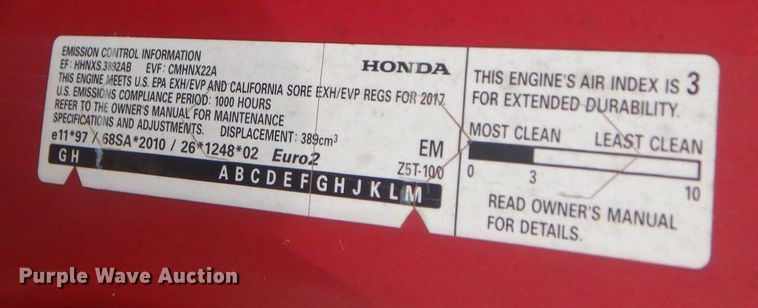 EMISSION CONTROL INFORMATION
EF: HHNXS.3892AB EVF: CMHNX22A
HONDA
THIS ENGINE MEETS U.S. EPA EXH/EVP AND CALIFORNIA SORE EXH/EVP REGS FOR 2017
U.S. EMISSIONS COMPLIANCE PERIOD: 1000 HOURS
REFER TO THE OWNER'S MANUAL FOR MAINTENANCE
SPECIFICATIONS AND ADJUSTMENTS. DISPLACEMENT: 389cm³
e11*97 / 68SA*2010 / 26*1248*02 Euro2
EM
Z5T-100
GH
ABCDEFGHJKLM
THIS ENGINE'S AIR INDEX IS 3
FOR EXTENDED DURABILITY.
MOST CLEAN LEAST CLEAN
0 3 10
READ OWNER'S MANUAL
FOR DETAILS.
Purple Wave Auction